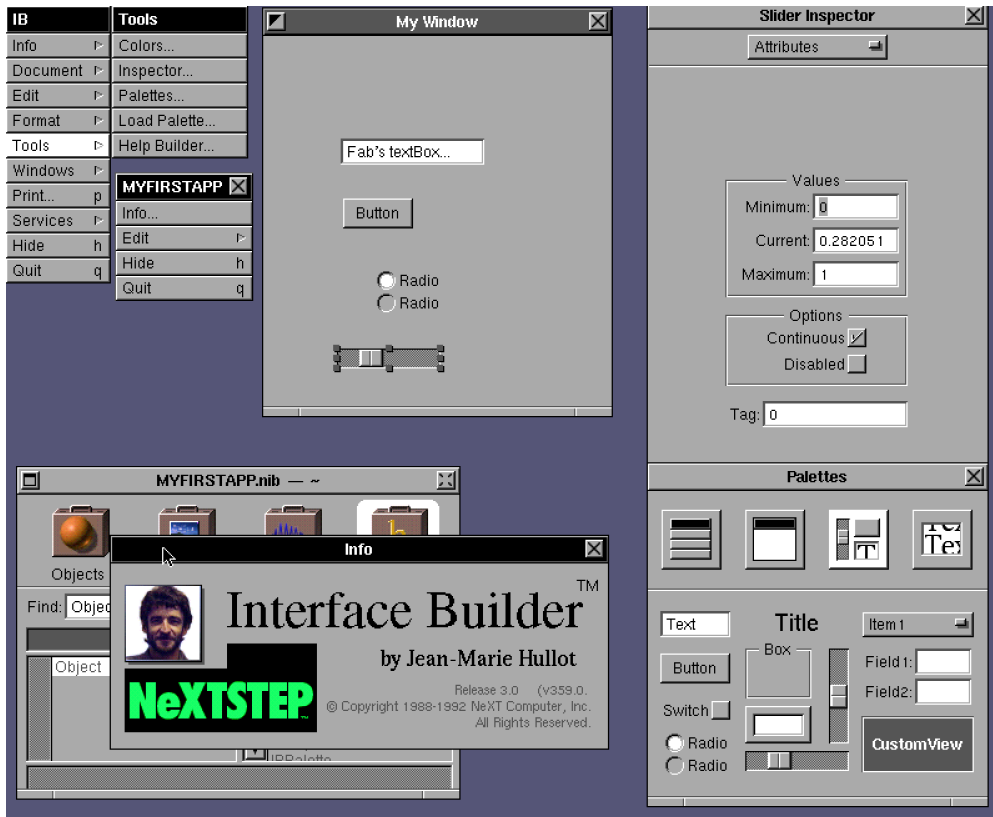 IB
Info
Document
Edit
Format
Tools
Windows
Print... p
Services
Hide h
Quit q
Tools
Colors...
Inspector...
Palettes...
Load Palette...
Help Builder...
MYFIRSTAPP
Info...
Edit
Hide h
Quit q
My Window
Fab's textBox...
Button
Radio
Radio
Slider Inspector
Attributes
Values
Minimum: 0
Current: 0.282051
Maximum: 1
Options
Continuous
Disabled
Tag: 0
MYFIRSTAPP.nib — ~
Objects
Find: Objec
Object
Info
Interface Builder™
by Jean-Marie Hullot
NeXTSTEP
Release 3.0 (v359.0.
© Copyright 1988-1992 NeXT Computer, Inc.
All Rights Reserved.
Palettes
Text
Title
Item1
Button
Box
Field1:
Field2:
Switch
Radio
Radio
CustomView